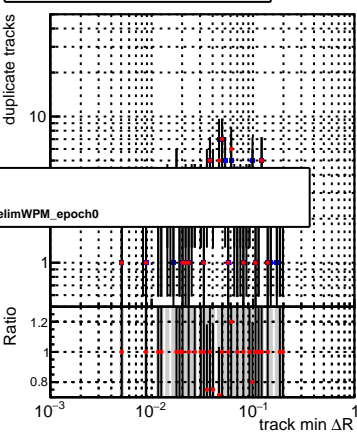 duplicate tracks
10
elimWPM_epoch0
1
Ratio
1.2
1
0.8
10⁻³
10⁻²
10⁻¹
1
track min ΔR